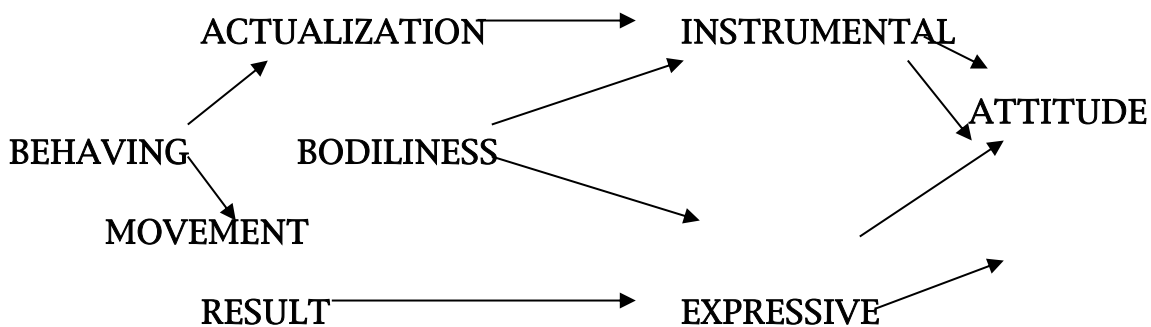 ACTUALIZATION INSTRUMENTAL
ATTITUDE
BEHAVING BODILINESS
MOVEMENT
RESULT EXPRESSIVE